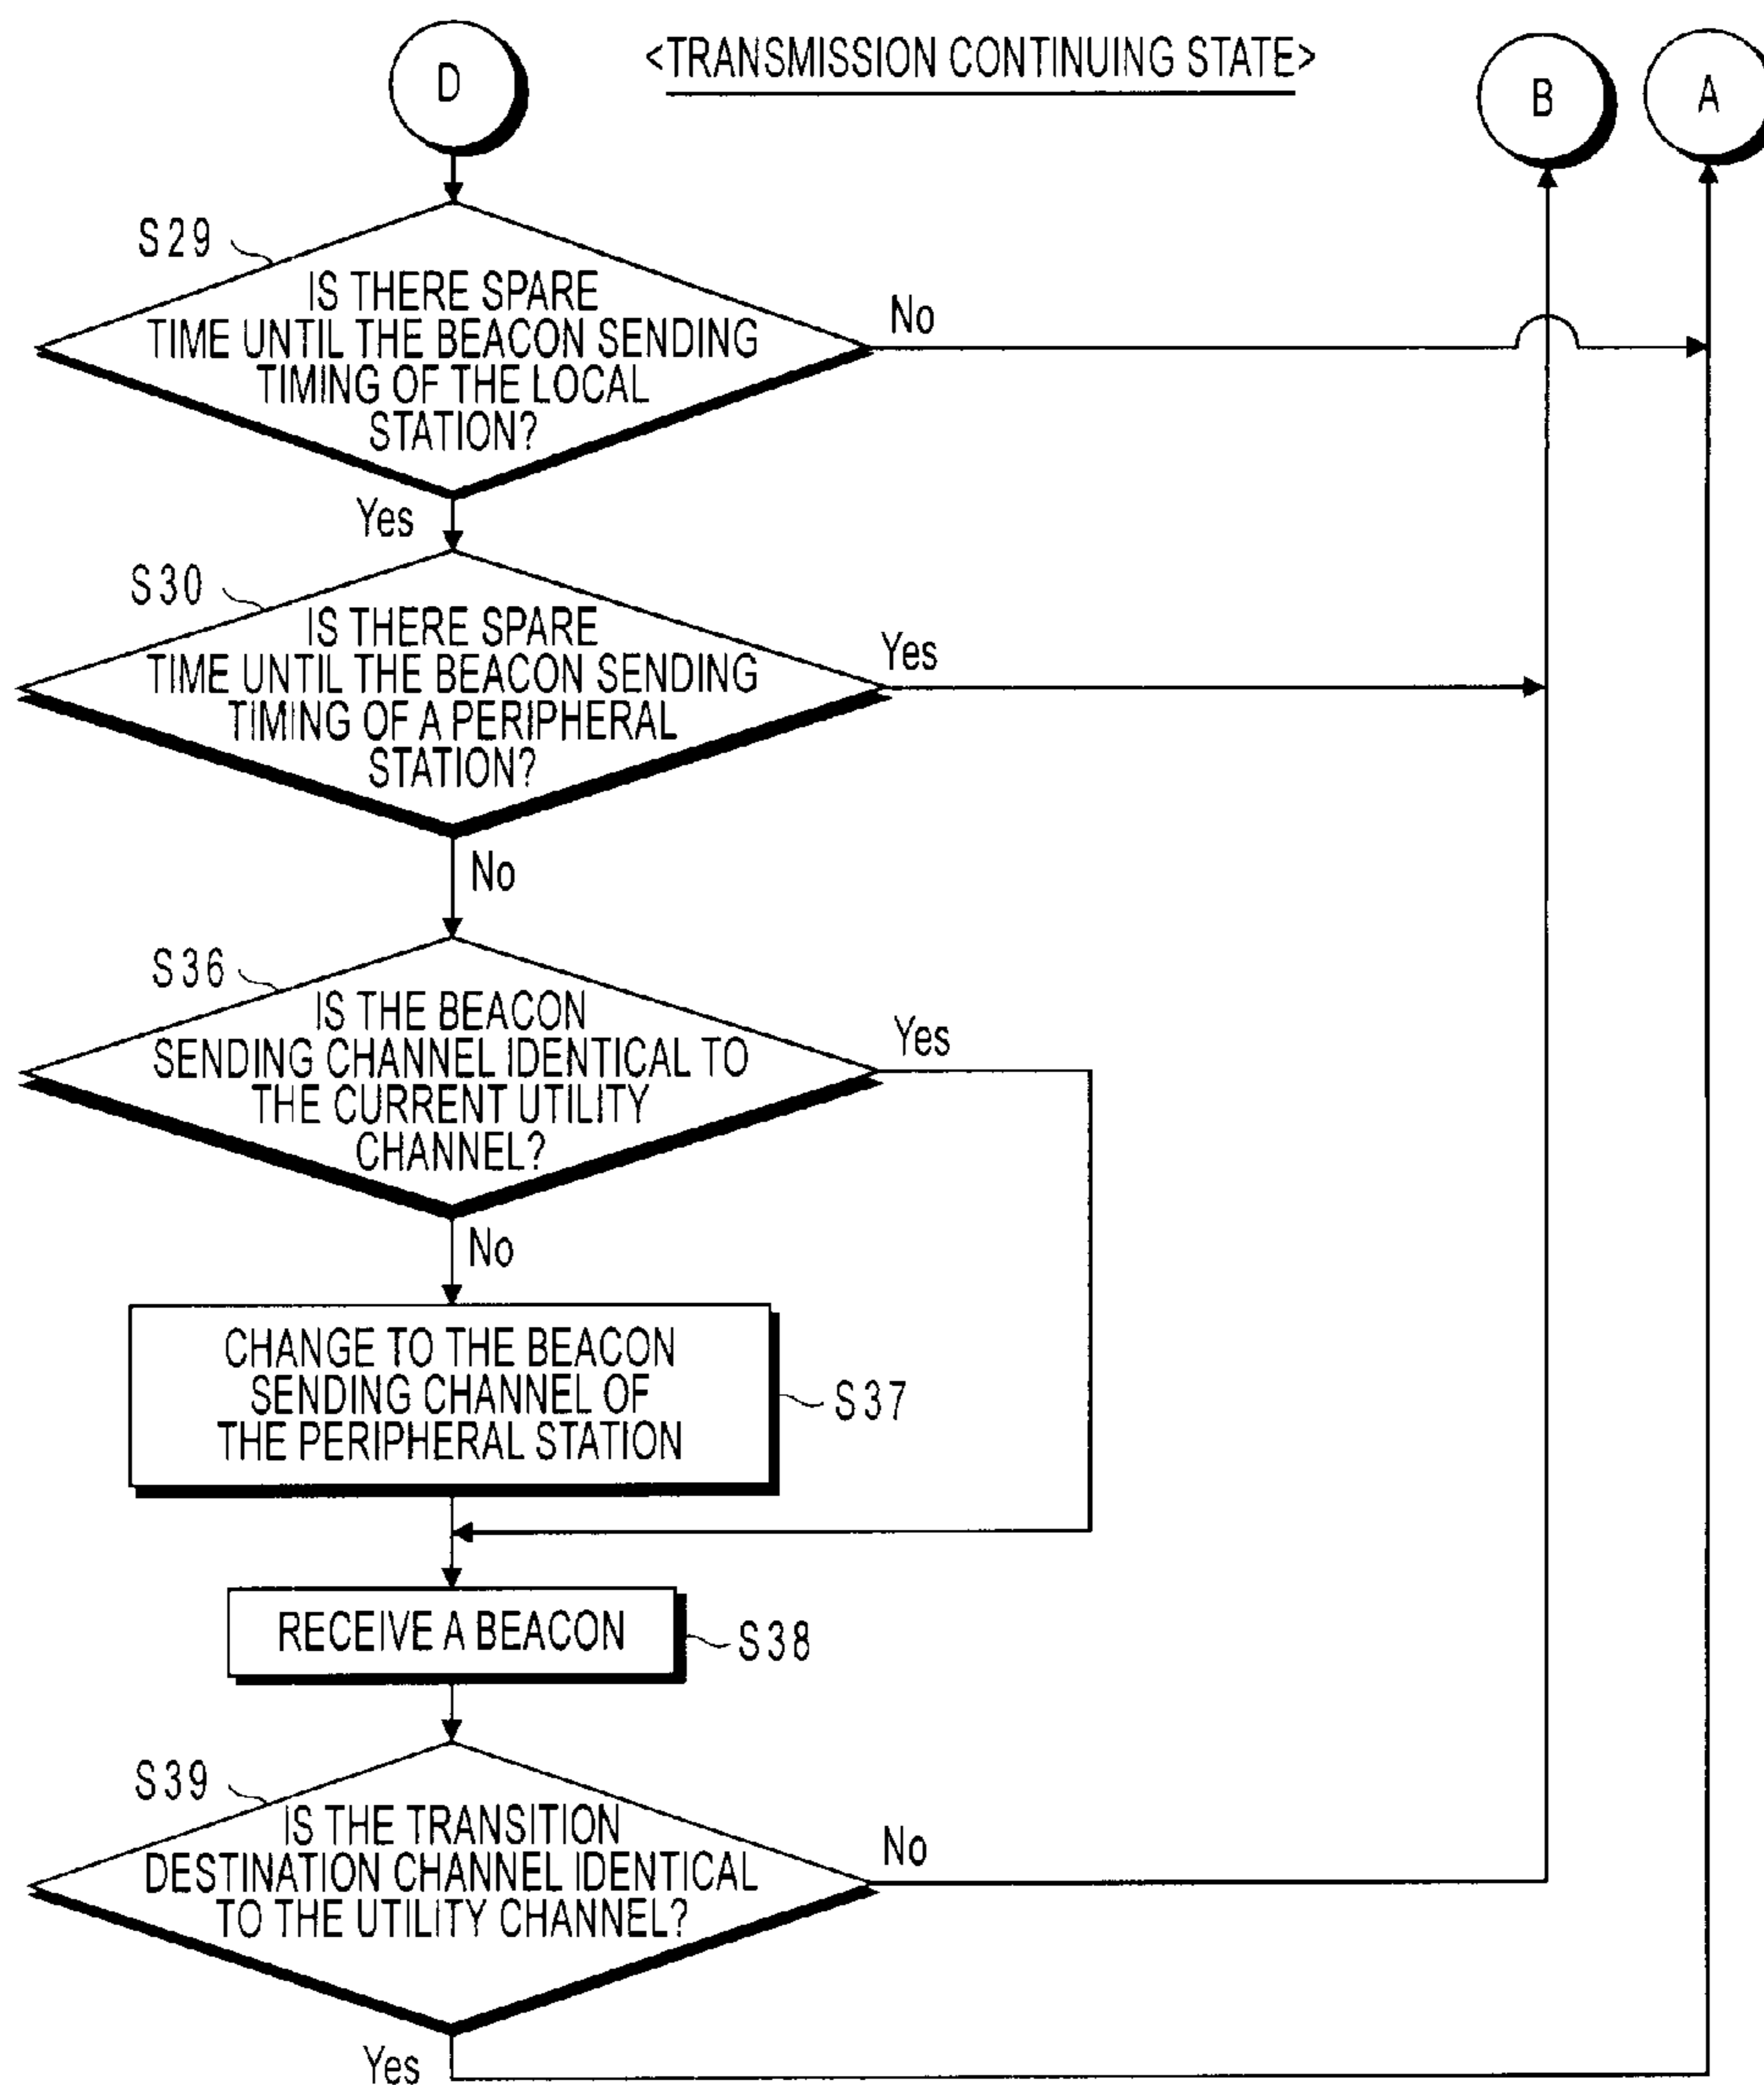 D
<TRANSMISSION CONTINUING STATE>
B
A
S29
IS THERE SPARE
TIME UNTIL THE BEACON SENDING
TIMING OF THE LOCAL
STATION?
No
Yes
S30
IS THERE SPARE
TIME UNTIL THE BEACON SENDING
TIMING OF A PERIPHERAL
STATION?
Yes
No
S36
IS THE BEACON
SENDING CHANNEL IDENTICAL TO
THE CURRENT UTILITY
CHANNEL?
Yes
No
CHANGE TO THE BEACON
SENDING CHANNEL OF
THE PERIPHERAL STATION
S37
RECEIVE A BEACON
S38
S39
IS THE TRANSITION
DESTINATION CHANNEL IDENTICAL
TO THE UTILITY CHANNEL?
No
Yes